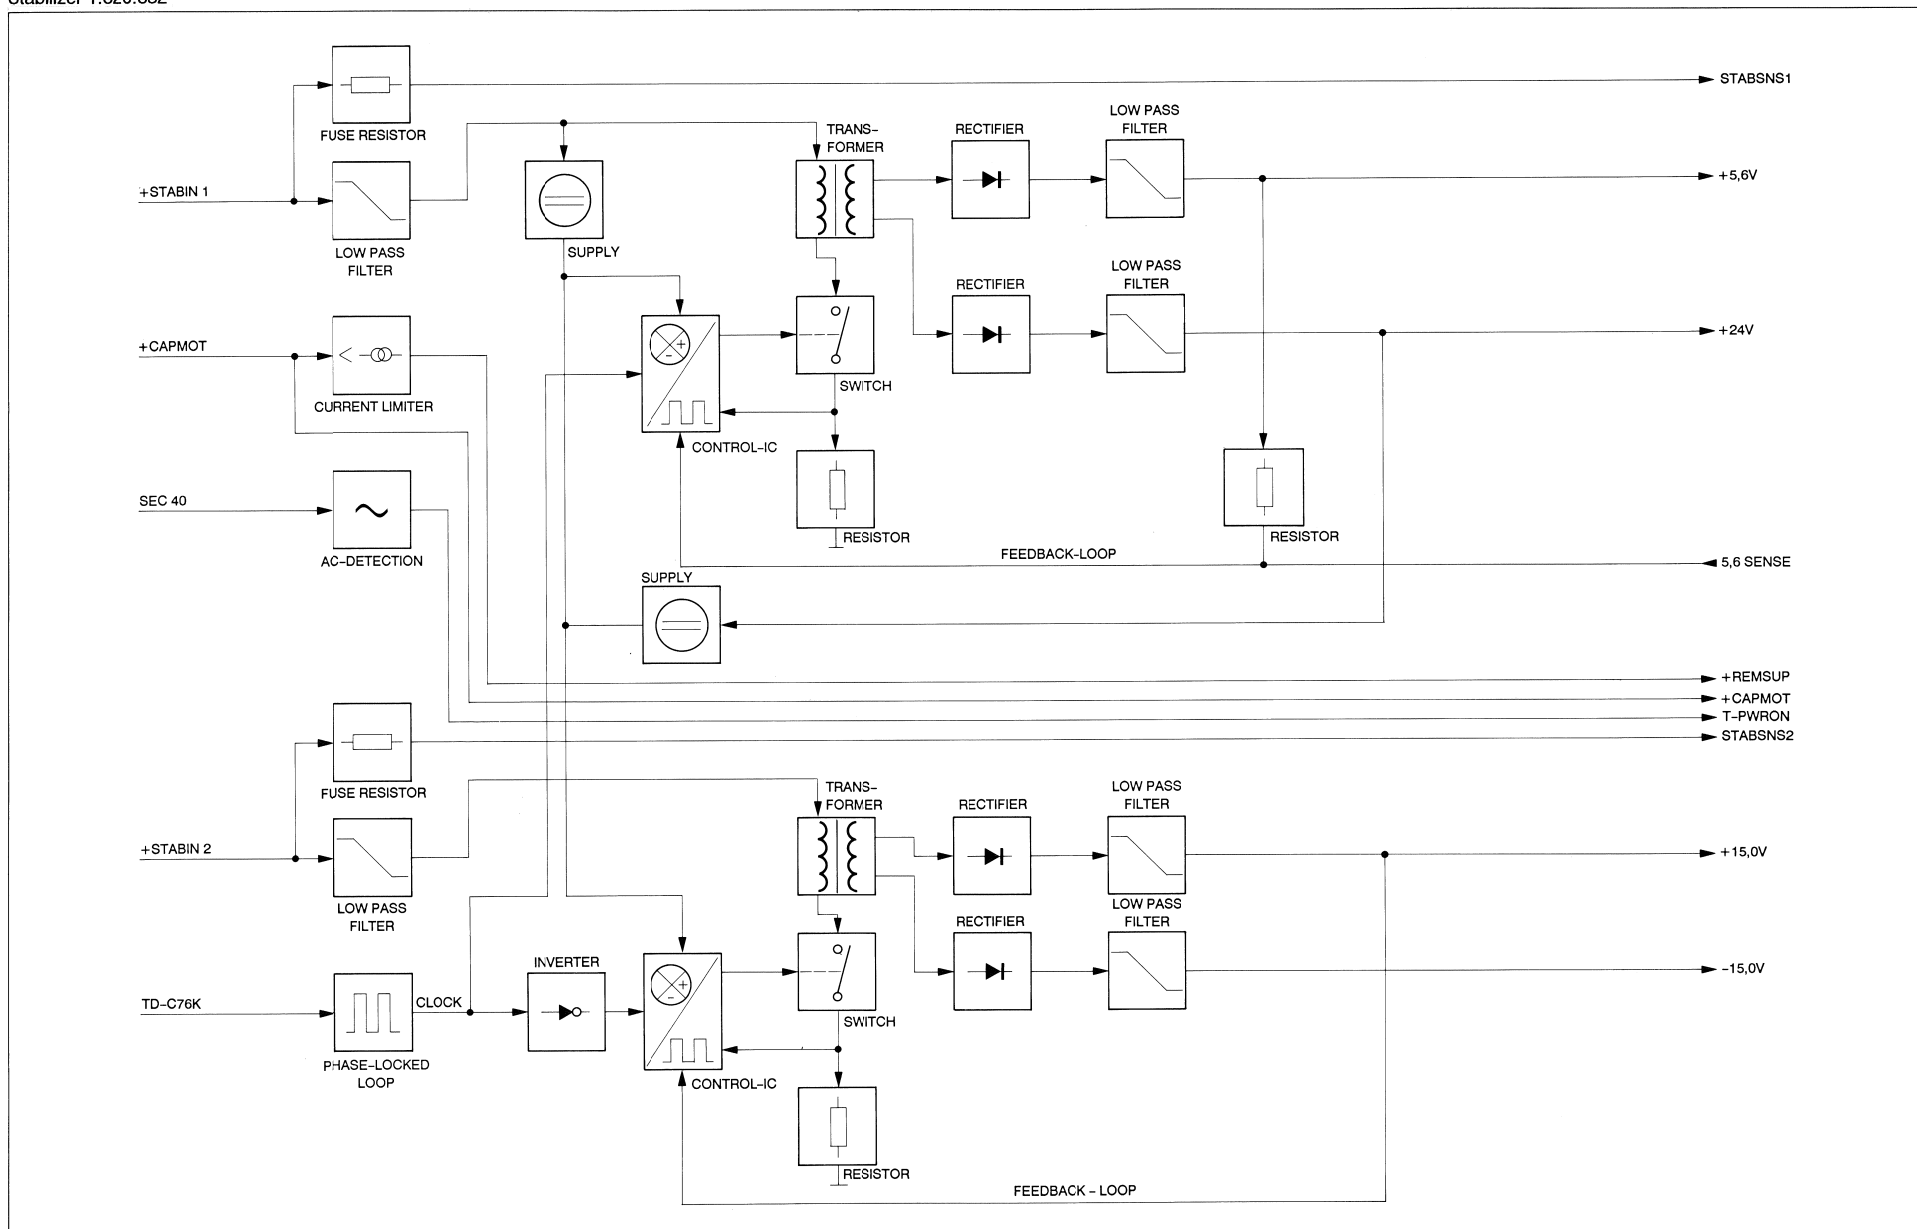 STABSNS1
FUSE RESISTOR
LOW PASS
FILTER
TRANS-
FORMER
RECTIFIER
+STABIN 1
+5,6V
LOW PASS
FILTER
SUPPLY
LOW PASS
FILTER
RECTIFIER
+CAPMOT
+24V
CURRENT LIMITER
SWITCH
CONTROL-IC
SEC 40
RESISTOR
RESISTOR
AC-DETECTION
FEEDBACK-LOOP
5,6 SENSE
SUPPLY
+REMSUP
+CAPMOT
T-PWRON
STABSNS2
FUSE RESISTOR
TRANS-
FORMER
RECTIFIER
LOW PASS
FILTER
+STABIN 2
+15,0V
LOW PASS
FILTER
RECTIFIER
LOW PASS
FILTER
INVERTER
-15,0V
TD-C76K
CLOCK
SWITCH
PHASE-LOCKED
LOOP
CONTROL-IC
RESISTOR
FEEDBACK - LOOP